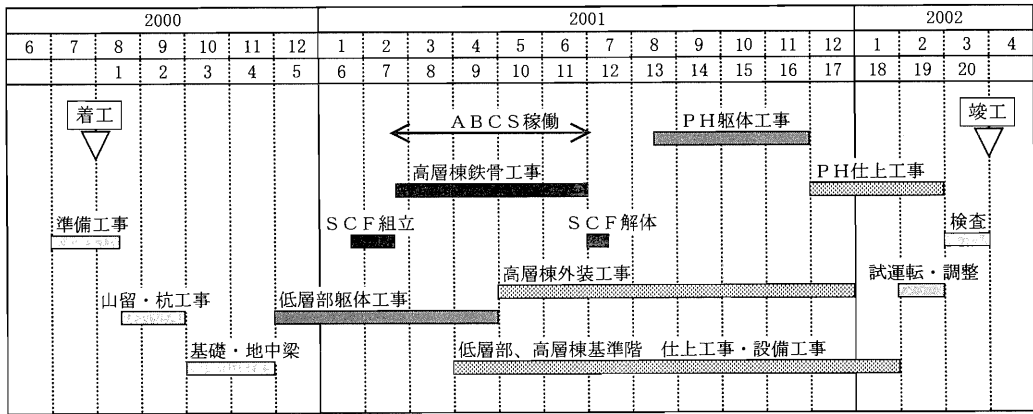 2000 2001 2002
6 7 8 9 10 11 12 1 2 3 4 5 6 7 8 9 10 11 12 1 2 3 4
1 2 3 4 5 6 7 8 9 10 11 12 13 14 15 16 17 18 19 20
着工 ABCS稼働 PH躯体工事 竣工
高層棟鉄骨工事 PH仕上工事
準備工事 SCF組立 SCF解体 検査
高層棟外装工事 試運転・調整
山留・杭工事 低層部躯体工事
基礎・地中梁 低層部、高層棟基準階 仕上工事・設備工事